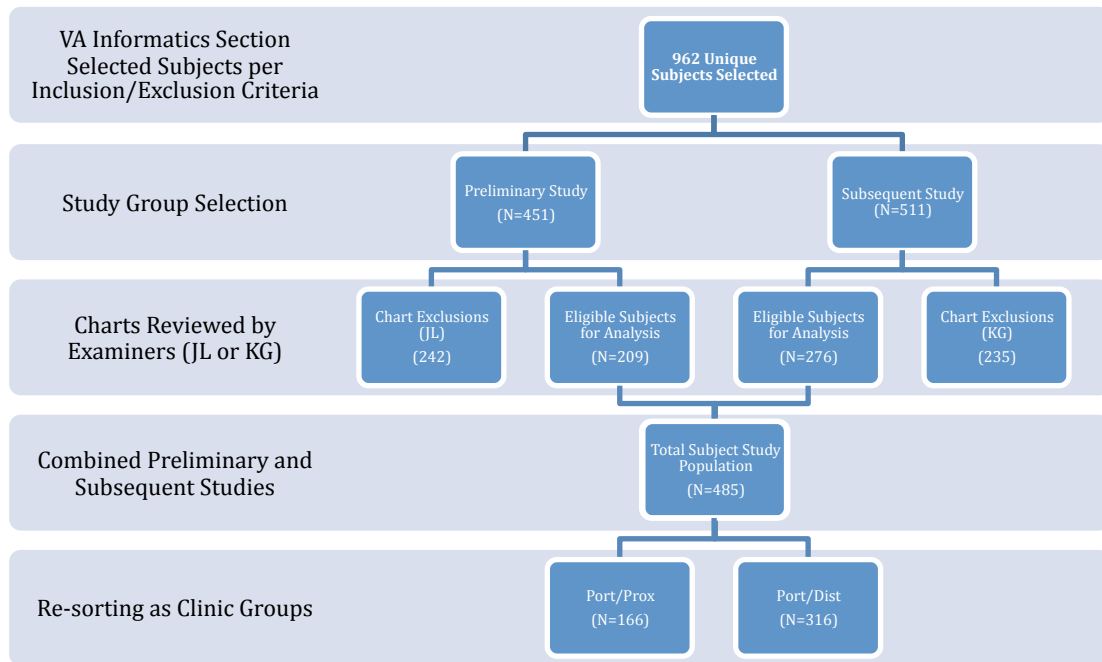 VA Informatics Section
Selected Subjects per
Inclusion/Exclusion Criteria
962 Unique
Subjects Selected
Study Group Selection
Preliminary Study
(N=451)
Subsequent Study
(N=511)
Charts Reviewed by
Examiners (JL or KG)
Chart Exclusions
(JL)
(242)
Eligible Subjects
for Analysis
(N=209)
Eligible Subjects
for Analysis
(N=276)
Chart Exclusions
(KG)
(235)
Combined Preliminary and
Subsequent Studies
Total Subject Study
Population
(N=485)
Re-sorting as Clinic Groups
Port/Prox
(N=166)
Port/Dist
(N=316)